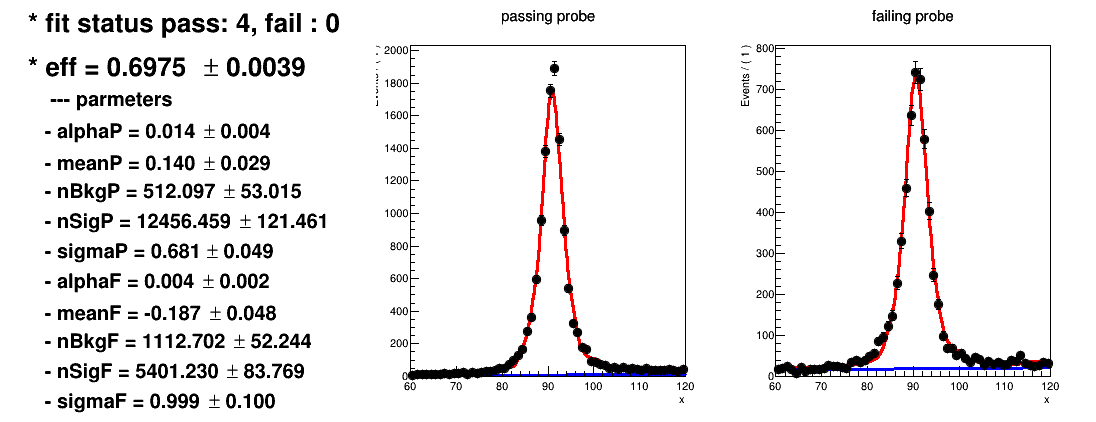 * fit status pass: 4, fail : 0
* eff = 0.6975 ± 0.0039
--- parmeters
- alphaP = 0.014 ± 0.004
- meanP = 0.140 ± 0.029
- nBkgP = 512.097 ± 53.015
- nSigP = 12456.459 ± 121.461
- sigmaP = 0.681 ± 0.049
- alphaF = 0.004 ± 0.002
- meanF = -0.187 ± 0.048
- nBkgF = 1112.702 ± 52.244
- nSigF = 5401.230 ± 83.769
- sigmaF = 0.999 ± 0.100
passing probe
2000
1800
1600
1400
1200
1000
800
600
400
200
0
60 70 80 90 100 110 120
x
failing probe
Events / ( 1 )
800
700
600
500
400
300
200
100
0
60 70 80 90 100 110 120
x